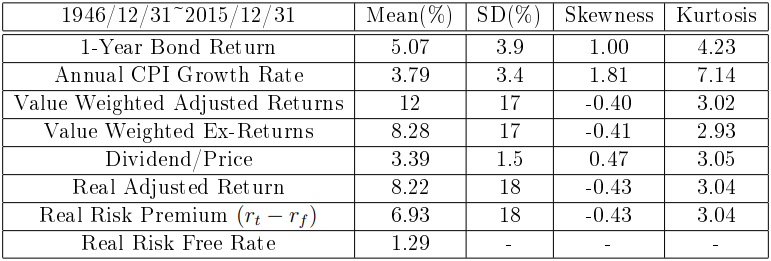 1946/12/31~2015/12/31 Mean(%) SD(%) Skewness Kurtosis
1-Year Bond Return 5.07 3.9 1.00 4.23
Annual CPI Growth Rate 3.79 3.4 1.81 7.14
Value Weighted Adjusted Returns 12 17 -0.40 3.02
Value Weighted Ex-Returns 8.28 17 -0.41 2.93
Dividend/Price 3.39 1.5 0.47 3.05
Real Adjusted Return 8.22 18 -0.43 3.04
Real Risk Premium (r_t − r_f) 6.93 18 -0.43 3.04
Real Risk Free Rate 1.29 - - -